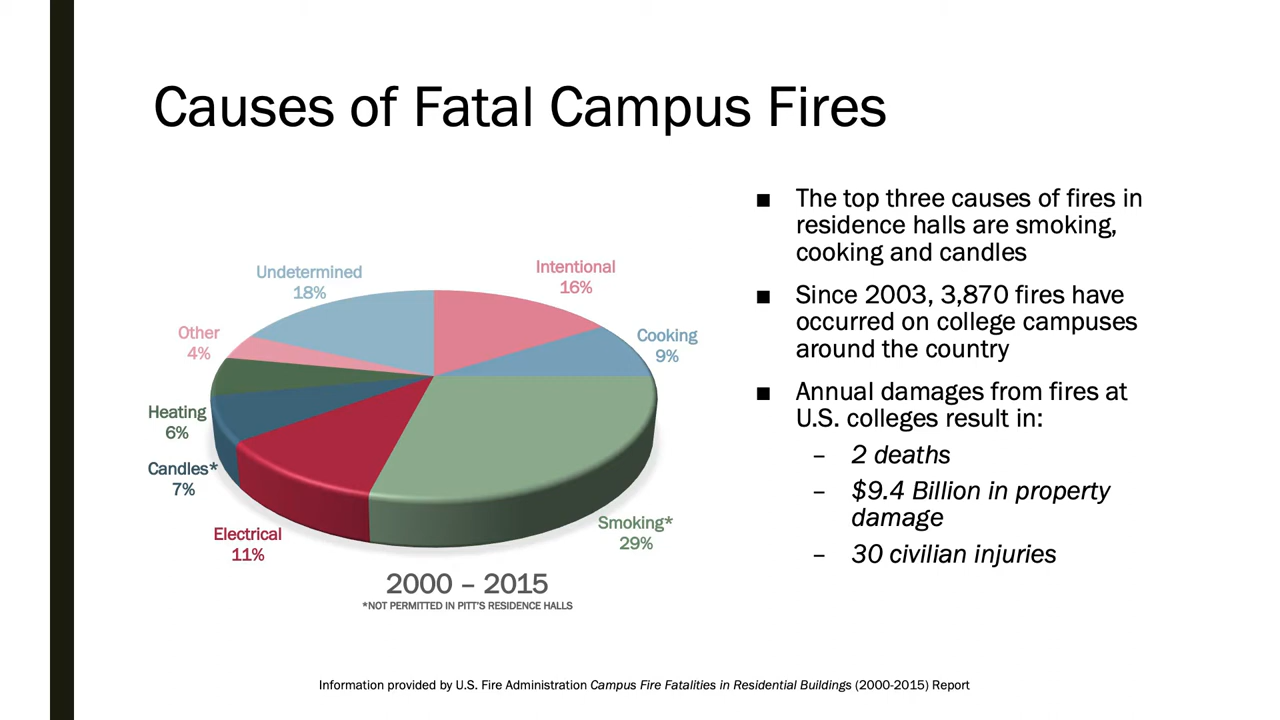 Causes of Fatal Campus Fires
Undetermined
18%
Intentional
16%
Other
4%
Cooking
9%
Heating
6%
Candles*
7%
Electrical
11%
Smoking*
29%
2000 – 2015
*NOT PERMITTED IN PITT'S RESIDENCE HALLS
■ The top three causes of fires in
residence halls are smoking,
cooking and candles
■ Since 2003, 3,870 fires have
occurred on college campuses
around the country
■ Annual damages from fires at
U.S. colleges result in:
– 2 deaths
– $9.4 Billion in property
damage
– 30 civilian injuries
Information provided by U.S. Fire Administration Campus Fire Fatalities in Residential Buildings (2000-2015) Report